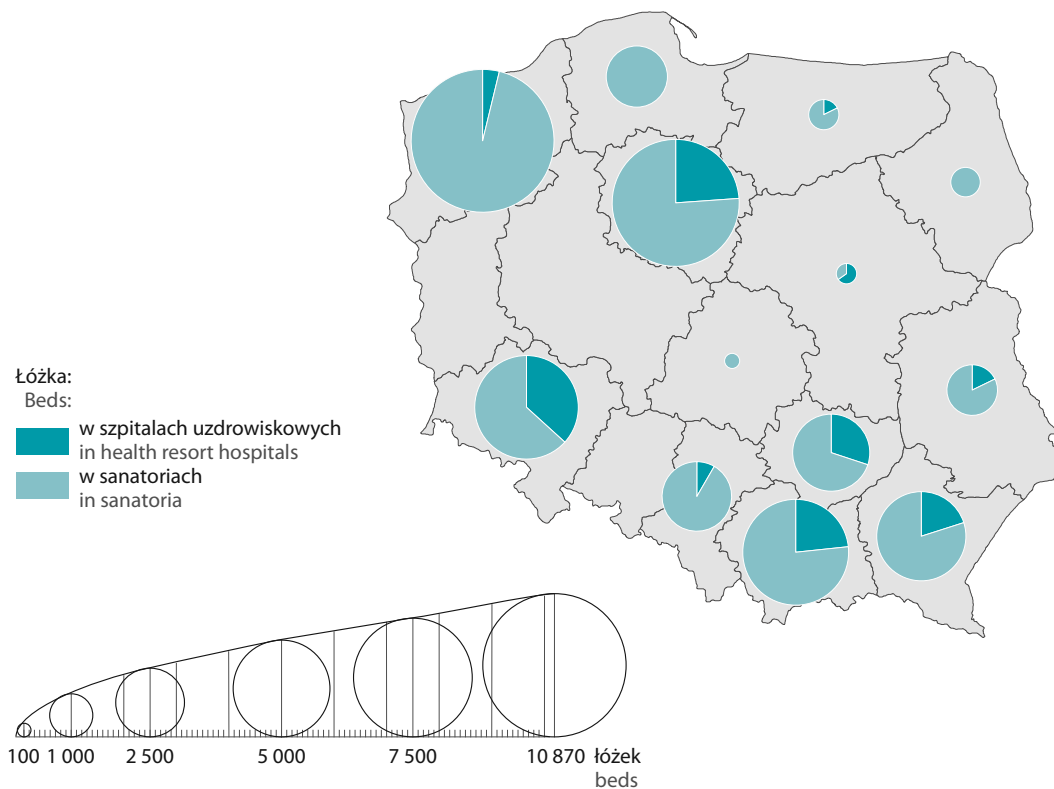 Łóżka:
Beds:
w szpitalach uzdrowiskowych
in health resort hospitals
w sanatoriach
in sanatoria
100 1 000 2 500 5 000 7 500 10 870 łóżek
beds